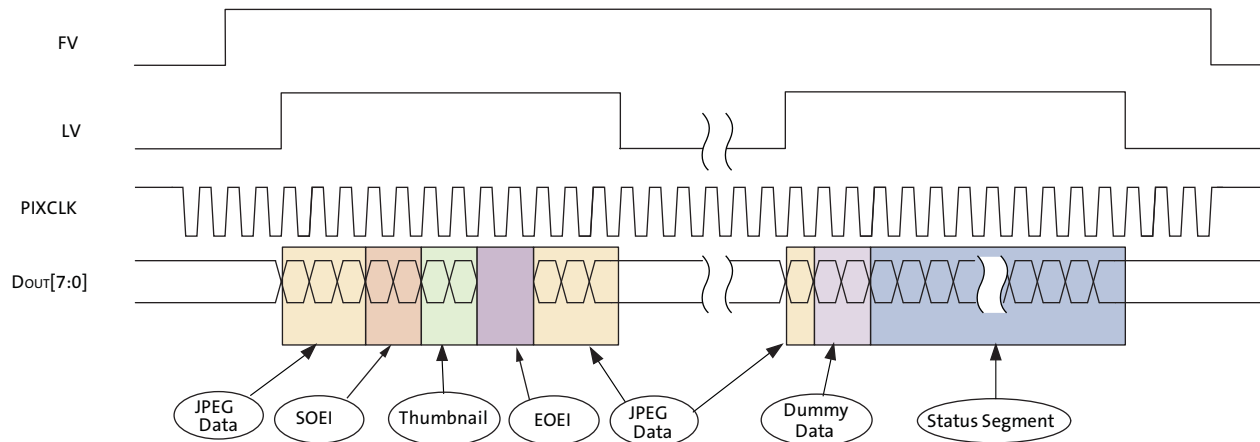 FV
LV
PIXCLK
DOUT[7:0]
JPEG
Data
SOEI
Thumbnail
EOEI
JPEG
Data
Dummy
Data
Status Segment